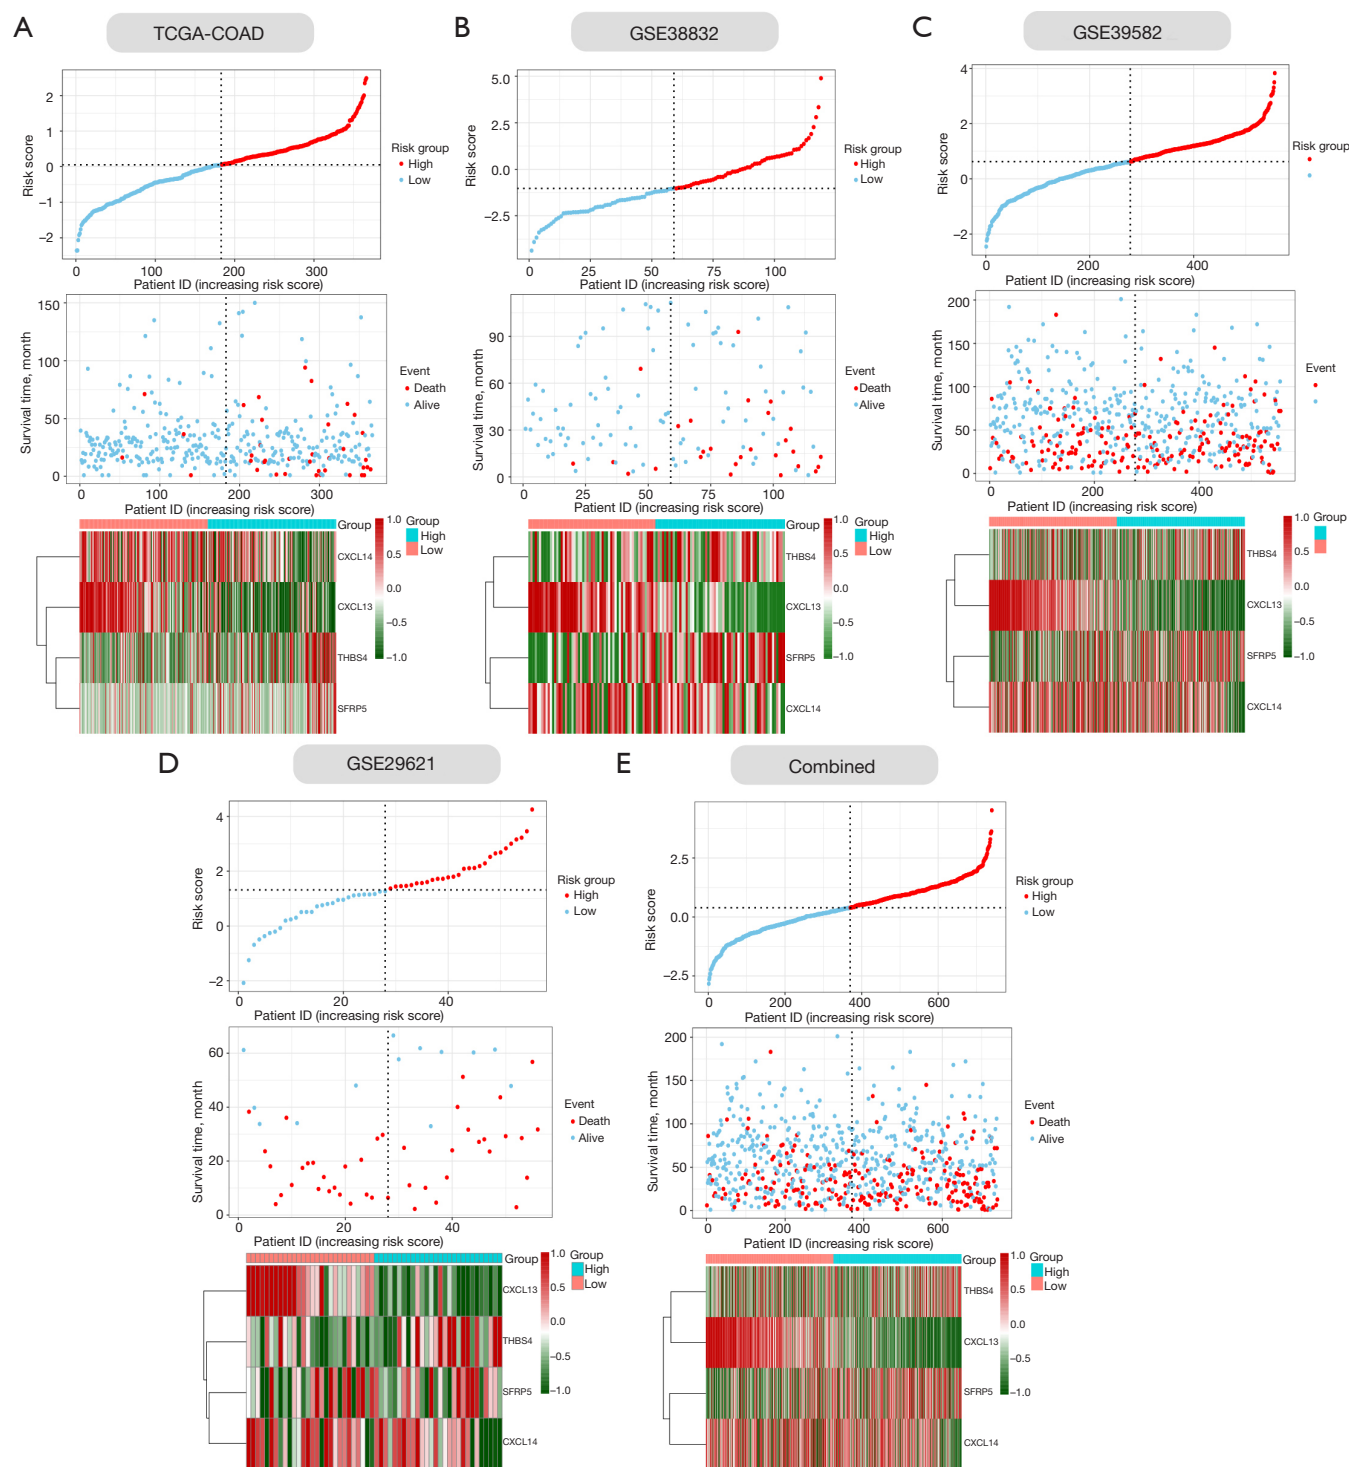 A
TCGA-COAD
Risk score
2
1
0
−1
−2
0
100
200
300
Patient ID (increasing risk score)
Risk group
High
Low
Survival time, month
150
100
50
0
0
100
200
300
Patient ID (increasing risk score)
Event
Death
Alive
Group
CXCL14
CXCL13
THBS4
SFRP5
1.0
0.5
0.0
−0.5
−1.0
Group
High
Low
B
GSE38832
Risk score
5.0
2.5
0.0
−2.5
0
25
50
75
100
Patient ID (increasing risk score)
Risk group
High
Low
Survival time, month
90
60
30
0
0
25
50
75
100
Patient ID (increasing risk score)
Event
Death
Alive
Group
THBS4
CXCL13
SFRP5
CXCL14
1.0
0.5
0.0
−0.5
−1.0
Group
High
Low
C
GSE39582
Risk score
4
2
0
−2
0
200
400
Patient ID (increasing risk score)
Risk group
Survival time, month
200
150
100
50
0
0
200
400
Patient ID (increasing risk score)
Event
THBS4
CXCL13
SFRP5
CXCL14
1.0
0.5
0.0
−0.5
−1.0
Group
D
GSE29621
Risk score
4
2
0
−2
0
20
40
Patient ID (increasing risk score)
Risk group
High
Low
Survival time, month
60
40
20
0
0
20
40
Patient ID (increasing risk score)
Event
Death
Alive
Group
CXCL13
THBS4
SFRP5
CXCL14
1.0
0.5
0.0
−0.5
−1.0
Group
High
Low
E
Combined
Risk score
2.5
0.0
−2.5
0
200
400
600
Patient ID (increasing risk score)
Risk group
High
Low
Survival time, month
200
150
100
50
0
0
200
400
600
Patient ID (increasing risk score)
Event
Death
Alive
Group
THBS4
CXCL13
SFRP5
CXCL14
1.0
0.5
0.0
−0.5
−1.0
Group
High
Low